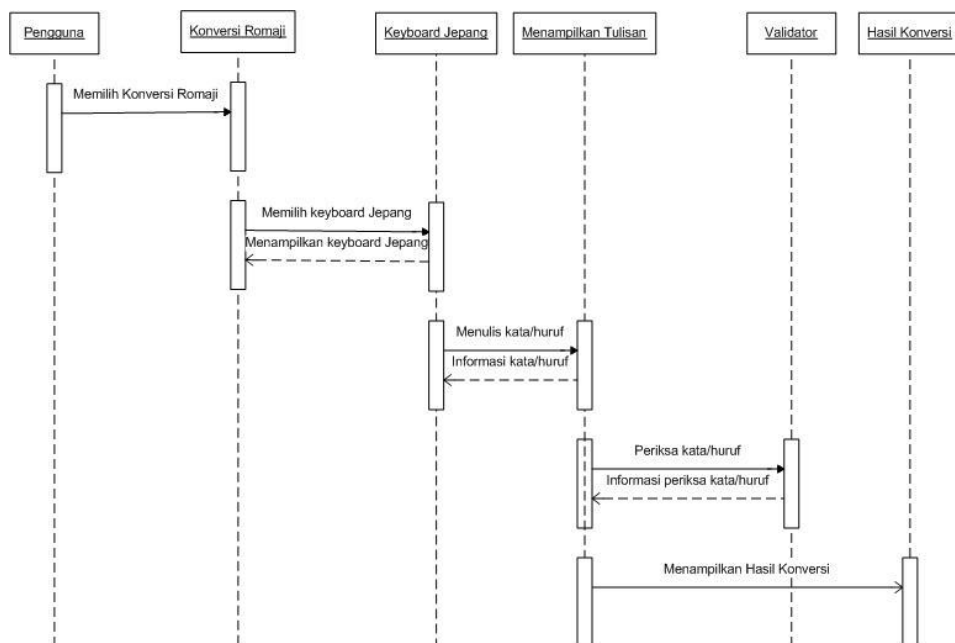 Pengguna
Konversi Romaji
Keyboard Jepang
Menampilkan Tulisan
Validator
Hasil Konversi
Memilih Konversi Romaji
Memilih keyboard Jepang
Menampilkan keyboard Jepang
Menulis kata/huruf
Informasi kata/huruf
Periksa kata/huruf
Informasi periksa kata/huruf
Menampilkan Hasil Konversi